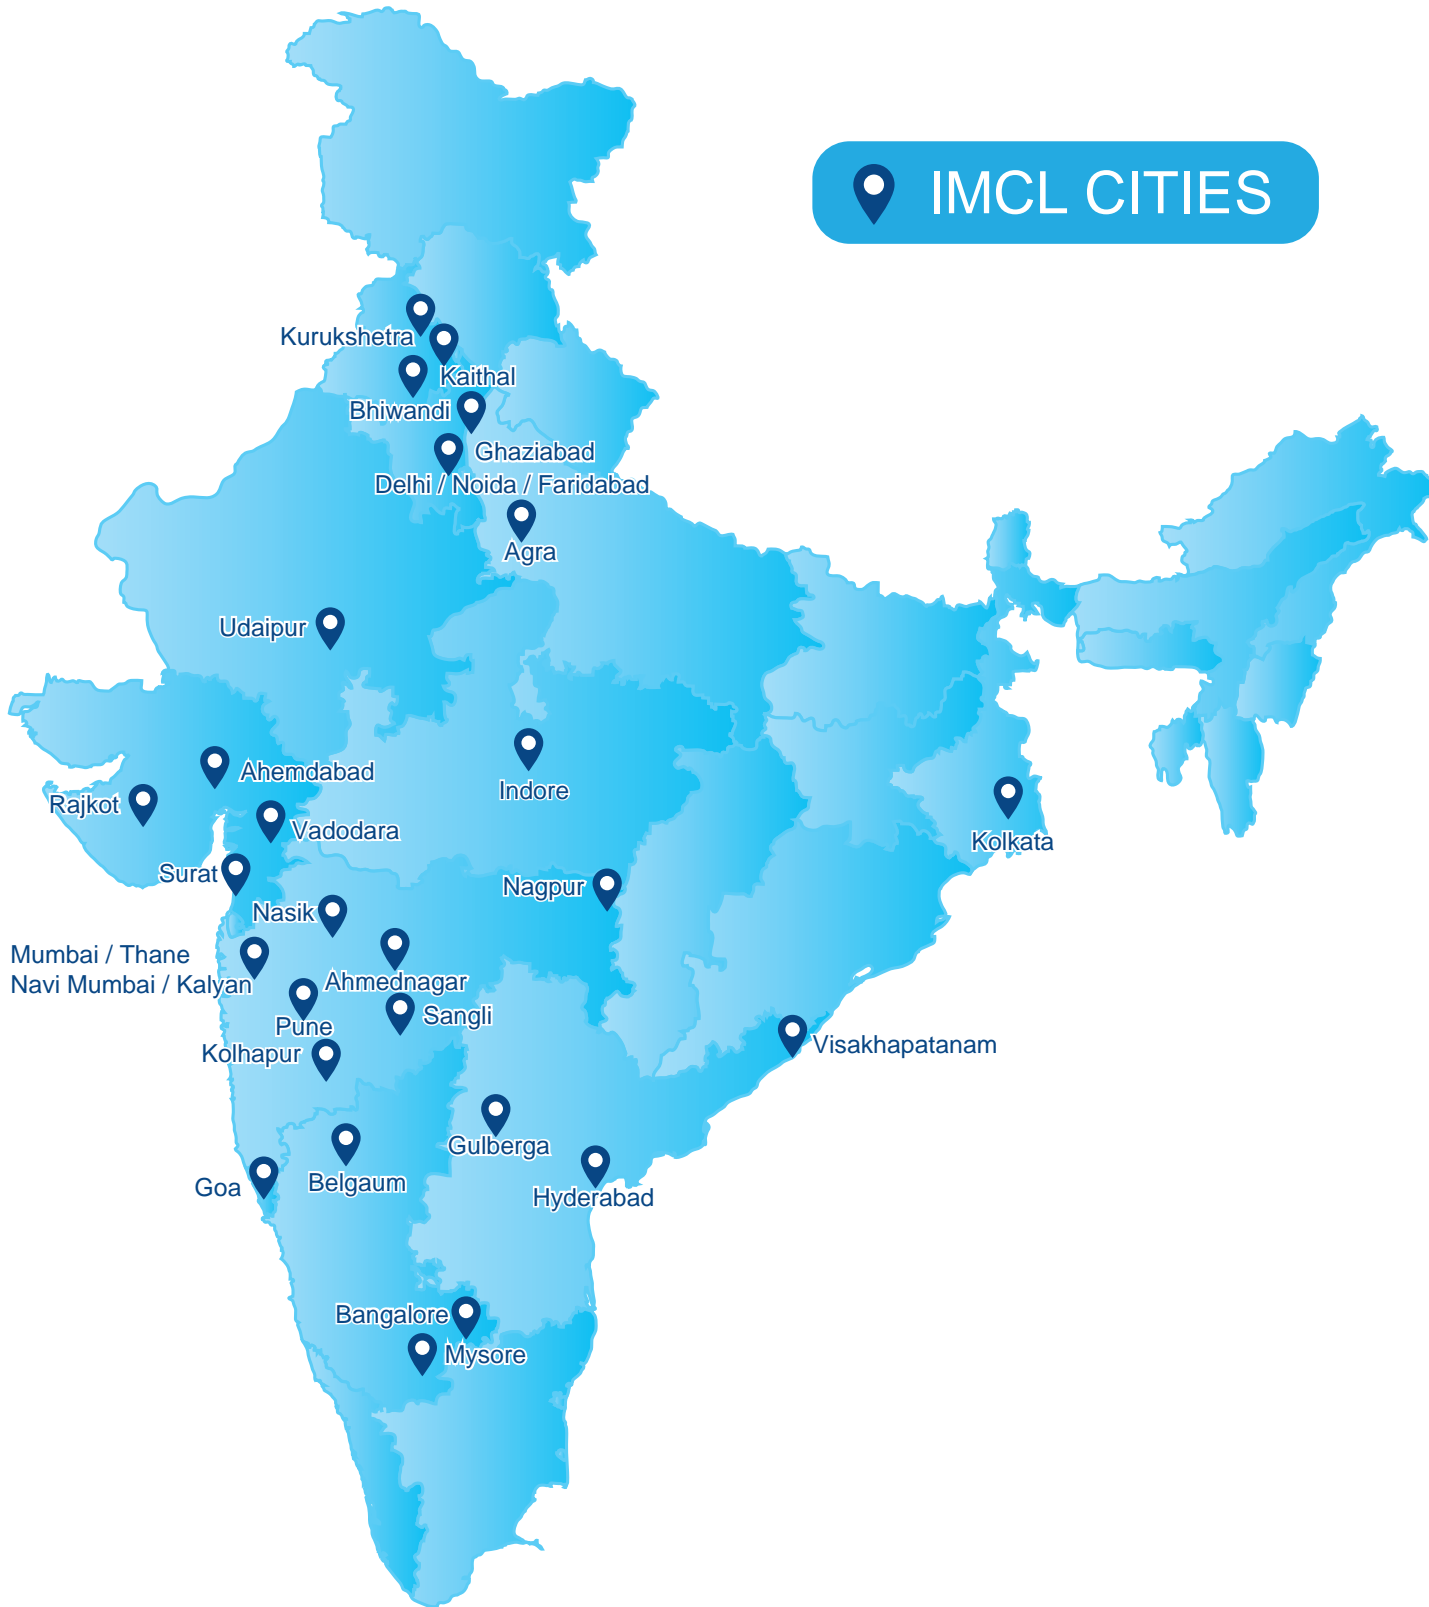 IMCL CITIES
Kurukshetra
Kaithal
Bhiwandi
Ghaziabad
Delhi / Noida / Faridabad
Agra
Udaipur
Ahemdabad
Indore
Rajkot
Vadodara
Kolkata
Surat
Nagpur
Nasik
Mumbai / Thane
Navi Mumbai / Kalyan
Ahmednagar
Sangli
Pune
Visakhapatanam
Kolhapur
Gulberga
Belgaum
Goa
Hyderabad
Bangalore
Mysore